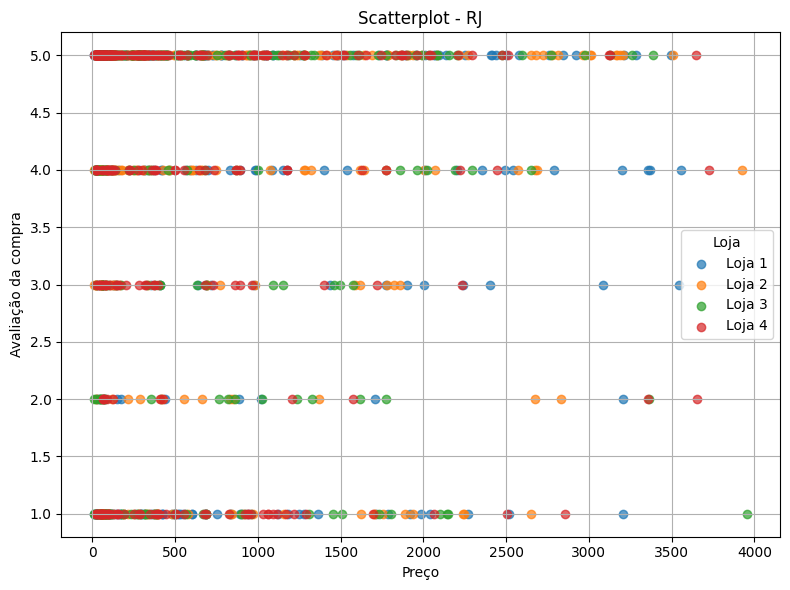 Scatterplot - RJ
Avaliação da compra
5.0
4.5
4.0
3.5
3.0
2.5
2.0
1.5
1.0
Loja
Loja 1
Loja 2
Loja 3
Loja 4
0 500 1000 1500 2000 2500 3000 3500 4000
Preço